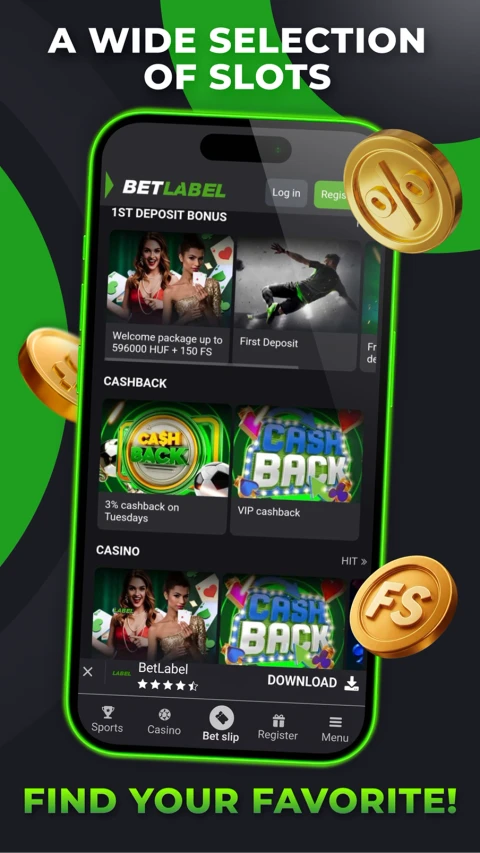 A WIDE SELECTION
OF SLOTS
BETLABEL
Log in
1ST DEPOSIT BONUS
Welcome package up to
596000 HUF + 150 FS
First Deposit
CASHBACK
CASH
BACK
CASH
BACK
3% cashback on
Tuesdays
VIP cashback
CASINO
HIT »
CASH
BACK
LABEL
BetLabel
DOWNLOAD
Sports
Casino
Bet slip
Register
Menu
%
FS
FIND YOUR FAVORITE!